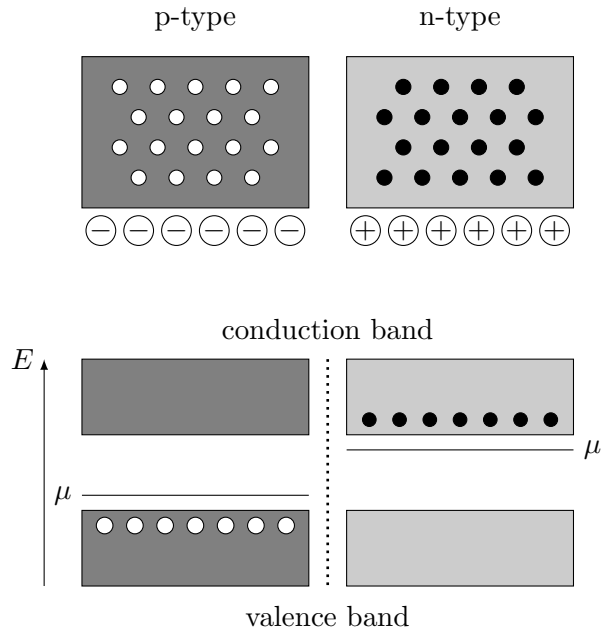 p-type n-type
− − − − − − + + + + + +
conduction band
E
μ
μ
valence band